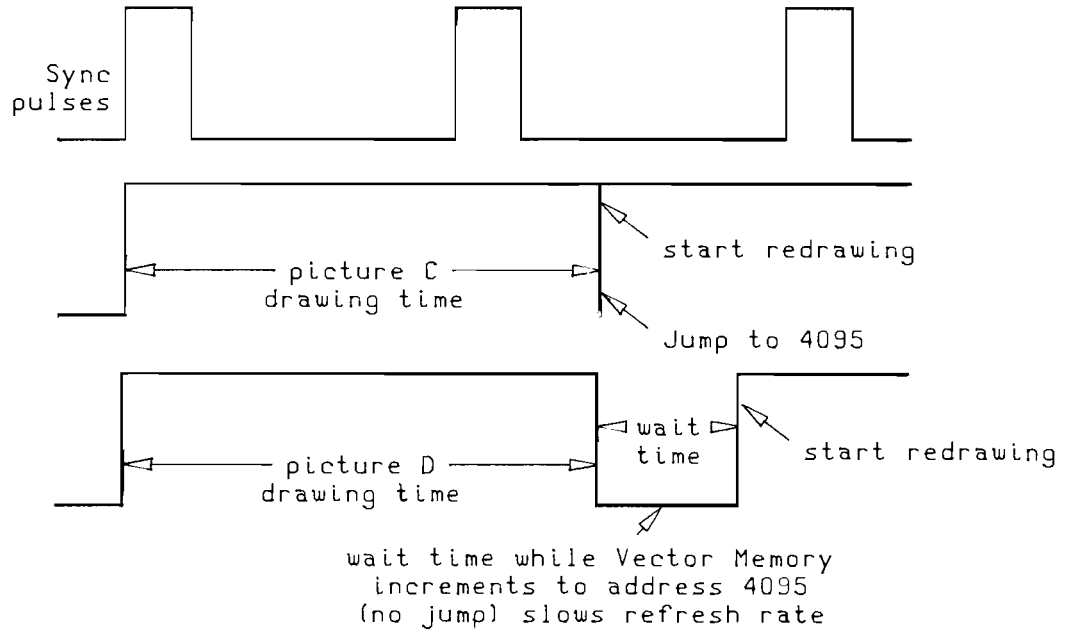 Sync
pulses
start redrawing
picture C
drawing time
Jump to 4095
wait
time
start redrawing
picture D
drawing time
wait time while Vector Memory
increments to address 4095
(no jump) slows refresh rate